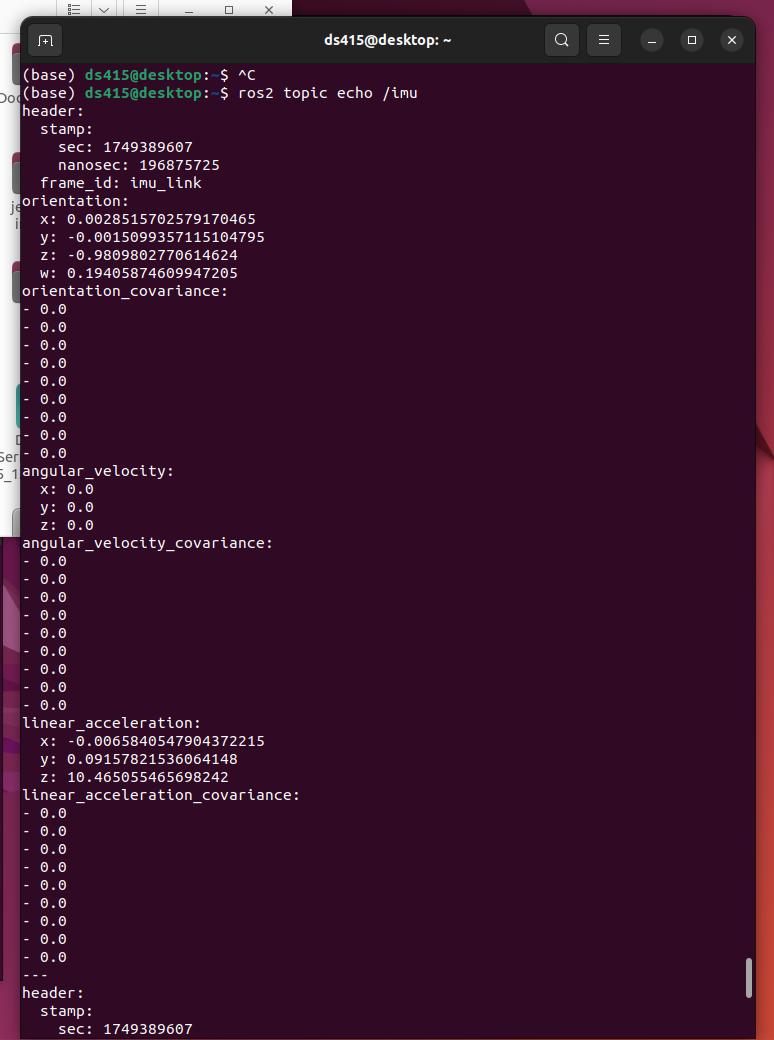 ds415@desktop: ~
(base) ds415@desktop:~$ ^C
(base) ds415@desktop:~$ ros2 topic echo /imu
header:
  stamp:
    sec: 1749389607
    nanosec: 196875725
  frame_id: imu_link
orientation:
  x: 0.0028515702579170465
  y: -0.0015099357115104795
  z: -0.9809802770614624
  w: 0.19405874609947205
orientation_covariance:
- 0.0
- 0.0
- 0.0
- 0.0
- 0.0
- 0.0
- 0.0
- 0.0
- 0.0
angular_velocity:
  x: 0.0
  y: 0.0
  z: 0.0
angular_velocity_covariance:
- 0.0
- 0.0
- 0.0
- 0.0
- 0.0
- 0.0
- 0.0
- 0.0
- 0.0
linear_acceleration:
  x: -0.0065840547904372215
  y: 0.09157821536064148
  z: 10.465055465698242
linear_acceleration_covariance:
- 0.0
- 0.0
- 0.0
- 0.0
- 0.0
- 0.0
- 0.0
- 0.0
- 0.0
---
header:
  stamp:
    sec: 1749389607